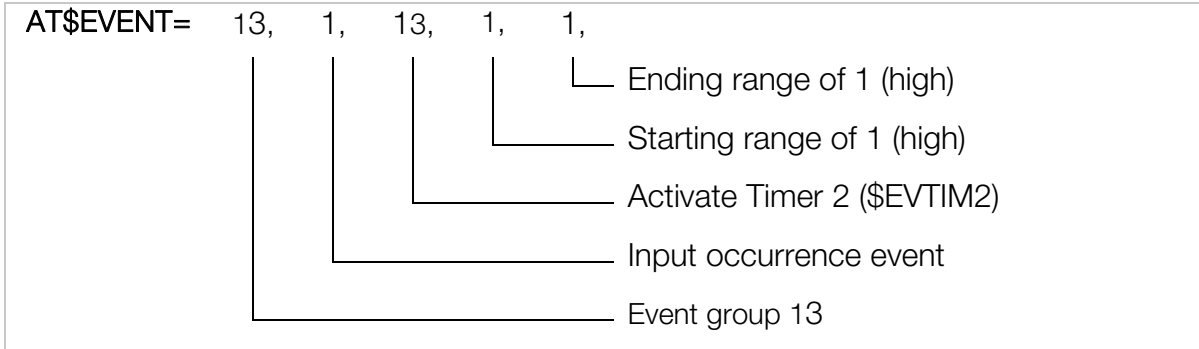 AT$EVENT= 13, 1, 13, 1, 1,
Ending range of 1 (high)
Starting range of 1 (high)
Activate Timer 2 ($EVTIM2)
Input occurrence event
Event group 13